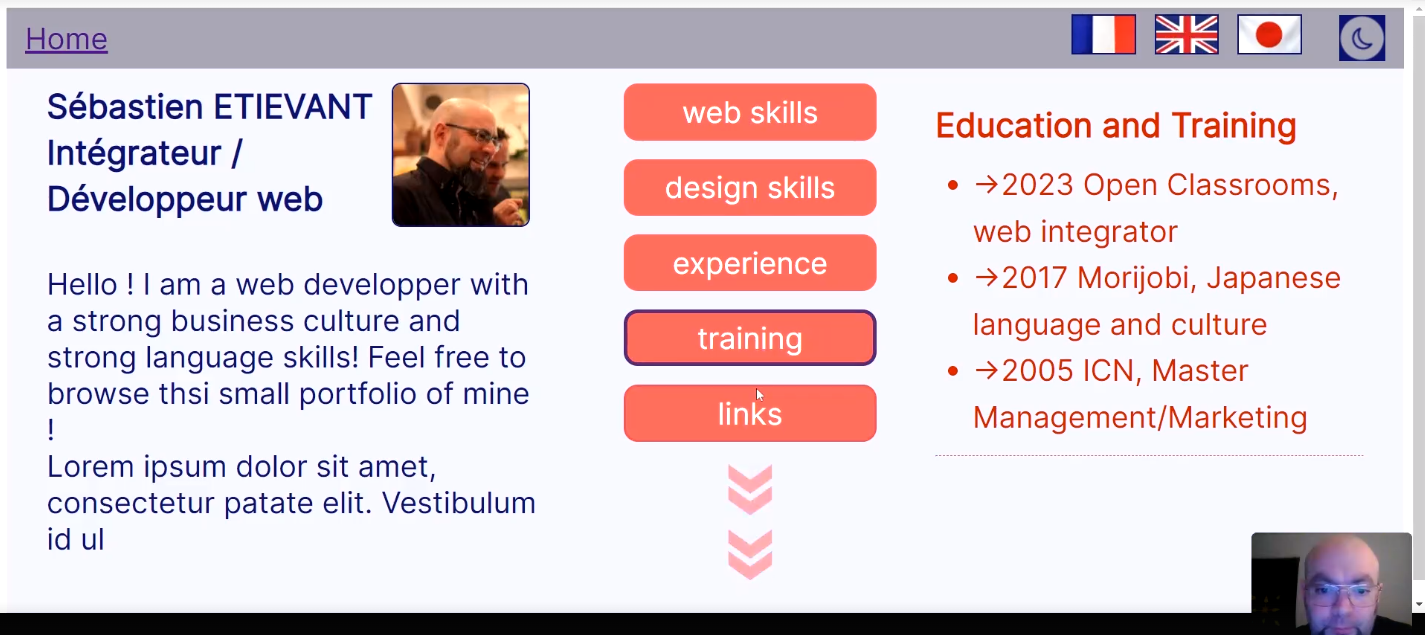 Home
Sébastien ETIEVANT
Intégrateur /
Développeur web
Hello ! I am a web developper with
a strong business culture and
strong language skills! Feel free to
browse thsi small portfolio of mine
!
Lorem ipsum dolor sit amet,
consectetur patate elit. Vestibulum
id ul
web skills
design skills
experience
training
links
Education and Training
→2023 Open Classrooms,
web integrator
→2017 Morijobi, Japanese
language and culture
→2005 ICN, Master
Management/Marketing